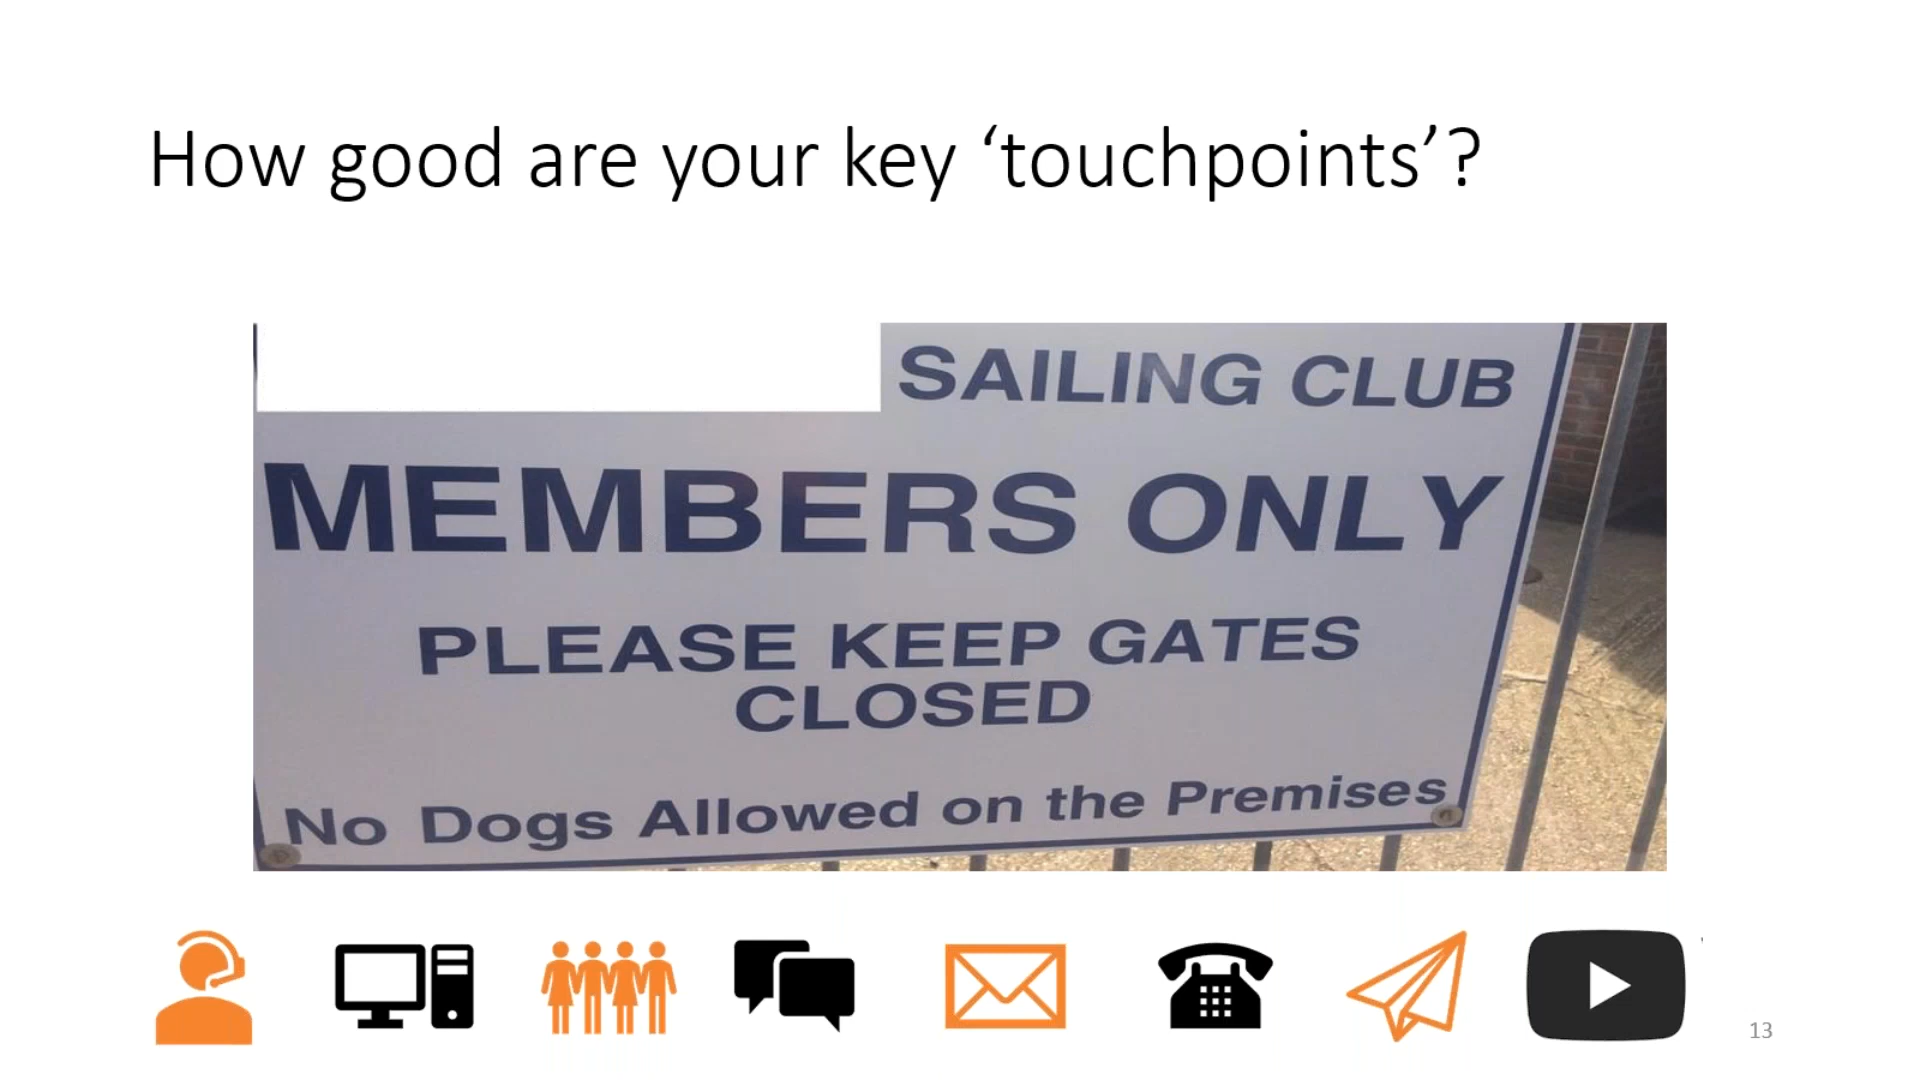 How good are your key ‘touchpoints’?
SAILING CLUB
MEMBERS ONLY
PLEASE KEEP GATES
CLOSED
No Dogs Allowed on the Premises
13